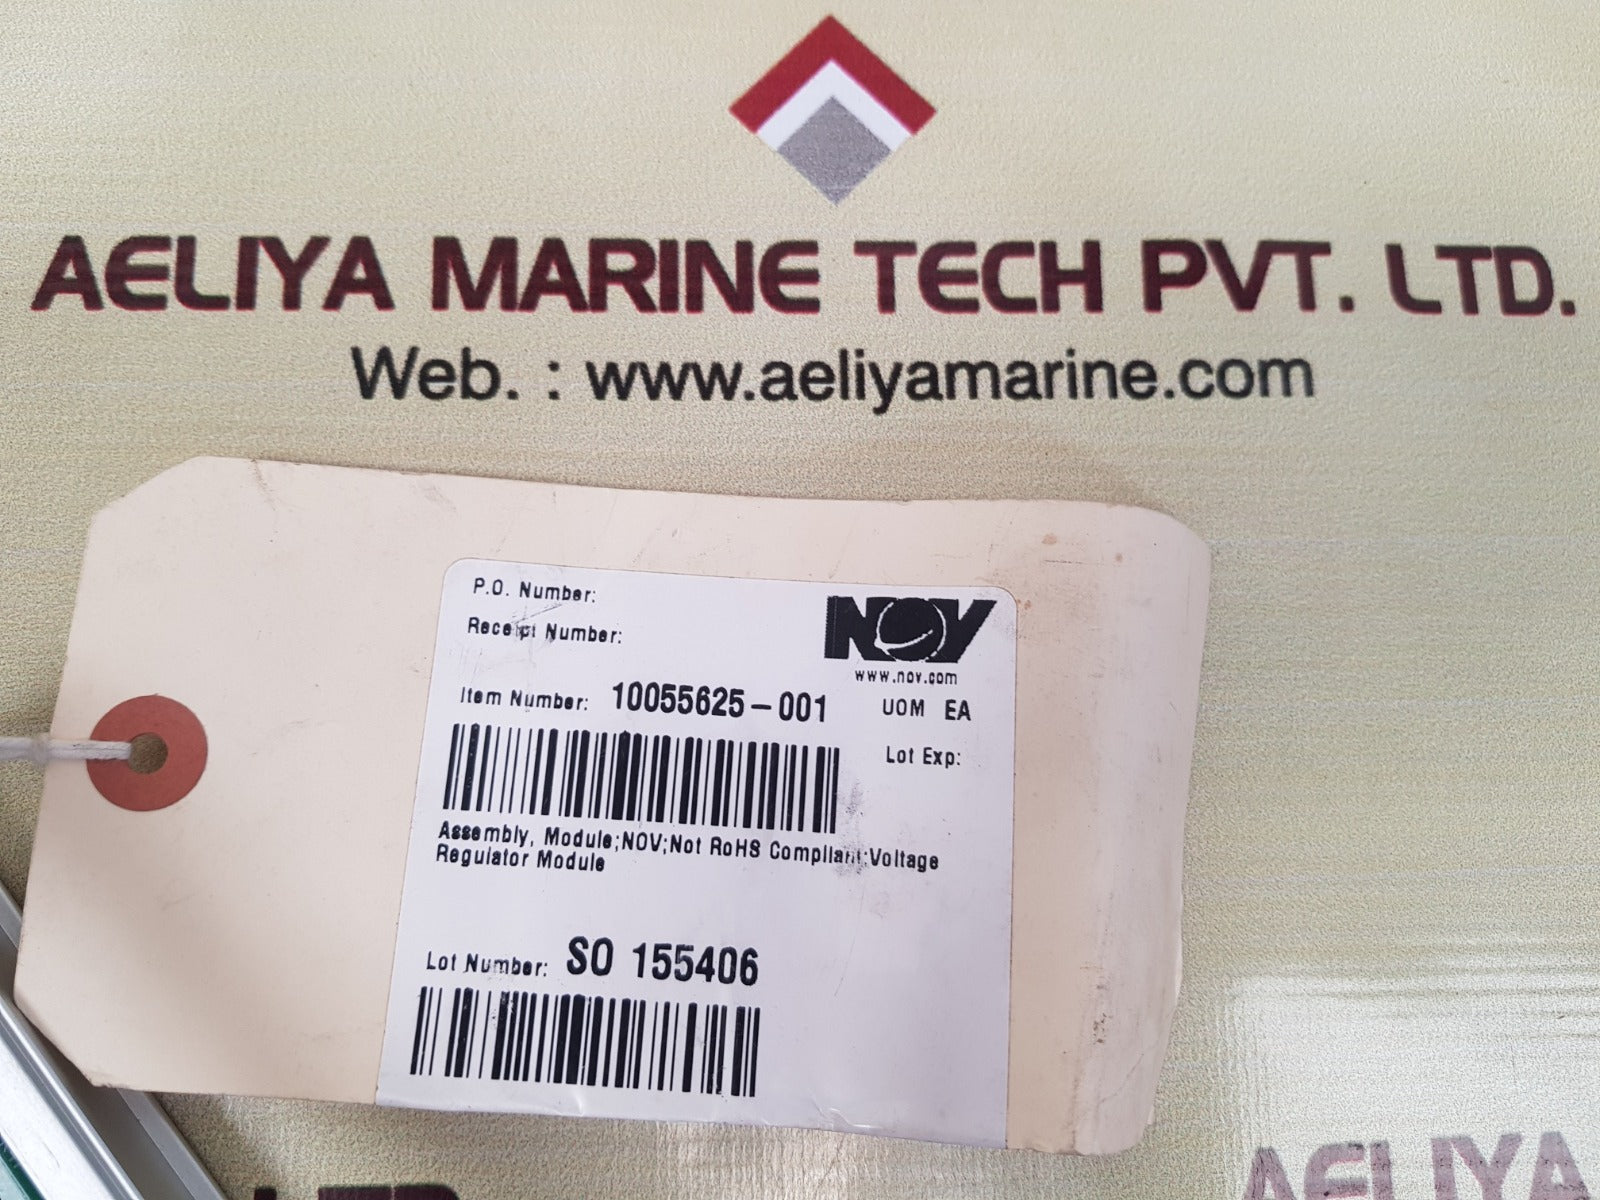 AELIYA MARINE TECH PVT. LTD.
Web. : www.aeliyamarine.com
P.O. Number:
Receipt Number:
NOV
www.nov.com
Item Number: 10055625-001
UOM EA
Lot Exp:
Assembly, Module;NOV;Not RoHS Compliant;Voltage
Regulator Module
Lot Number: SO 155406
AELIYA
LTD